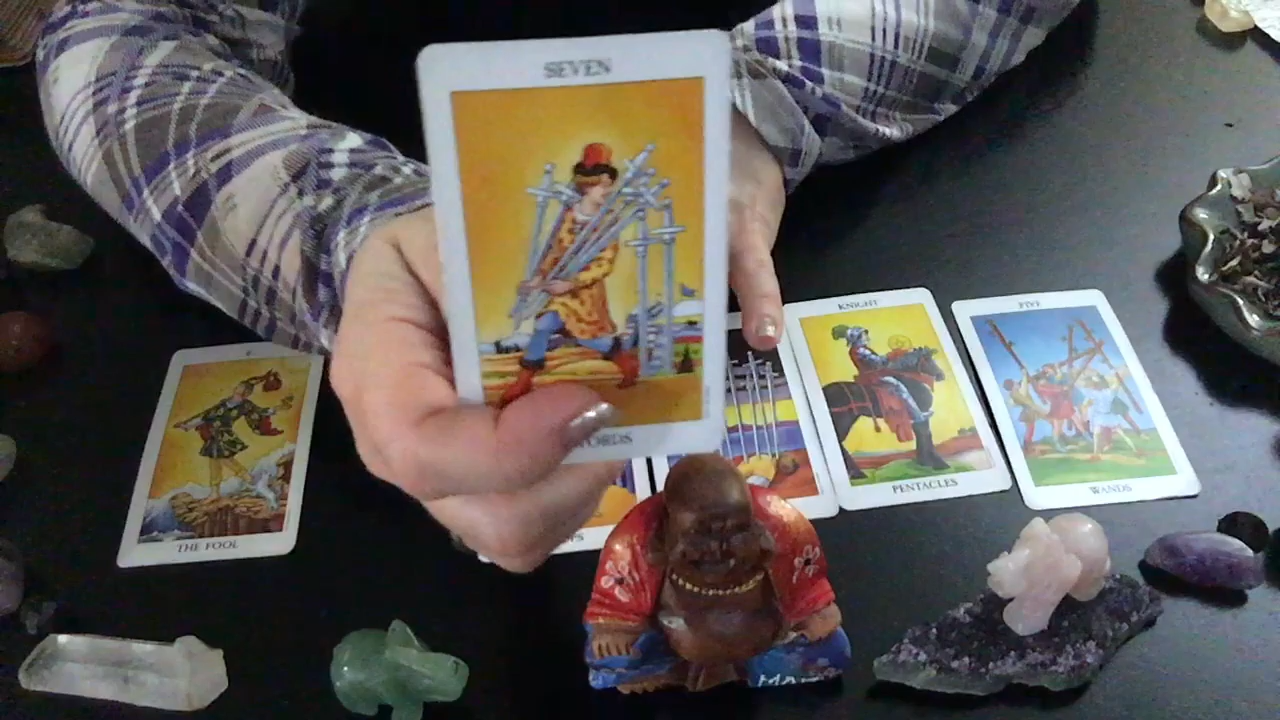 SEVEN
KNIGHT
FIVE
PENTACLES
WANDS
THE FOOL